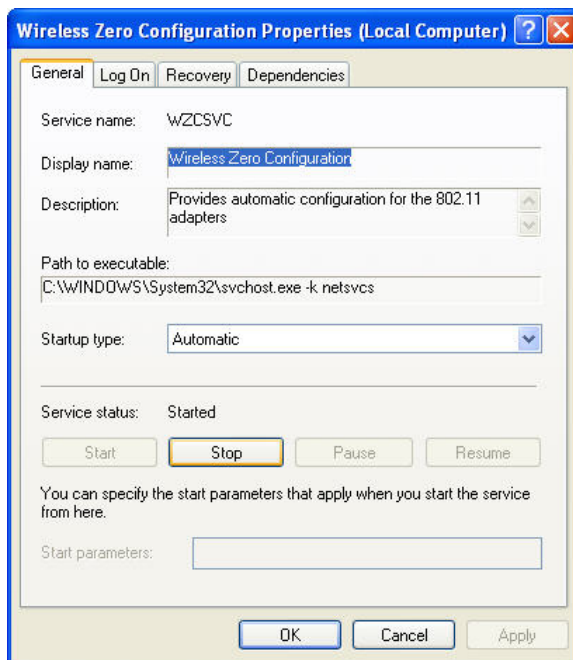 Wireless Zero Configuration Properties (Local Computer)
General Log On Recovery Dependencies
Service name: WZCSVC
Display name: Wireless Zero Configuration
Description: Provides automatic configuration for the 802.11
adapters
Path to executable:
C:\WINDOWS\System32\svchost.exe -k netsvcs
Startup type: Automatic
Service status: Started
Start Stop Pause Resume
You can specify the start parameters that apply when you start the service
from here.
Start parameters:
OK Cancel Apply